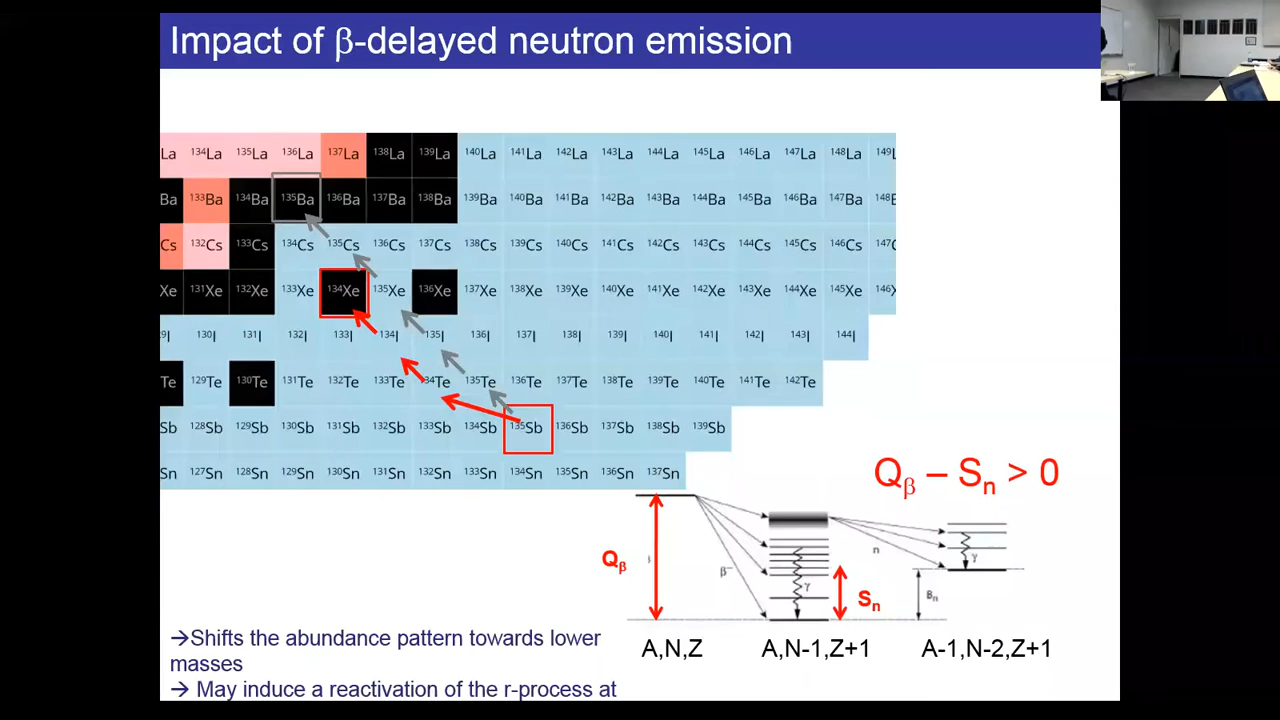 Impact of β-delayed neutron emission
La ¹³⁴La ¹³⁵La ¹³⁶La ¹³⁷La ¹³⁸La ¹³⁹La ¹⁴⁰La ¹⁴¹La ¹⁴²La ¹⁴³La ¹⁴⁴La ¹⁴⁵La ¹⁴⁶La ¹⁴⁷La ¹⁴⁸La ¹⁴⁹L
Ba ¹³³Ba ¹³⁴Ba ¹³⁵Ba ¹³⁶Ba ¹³⁷Ba ¹³⁸Ba ¹³⁹Ba ¹⁴⁰Ba ¹⁴¹Ba ¹⁴²Ba ¹⁴³Ba ¹⁴⁴Ba ¹⁴⁵Ba ¹⁴⁶Ba ¹⁴⁷Ba ¹⁴⁸B
Cs ¹³²Cs ¹³³Cs ¹³⁴Cs ¹³⁵Cs ¹³⁶Cs ¹³⁷Cs ¹³⁸Cs ¹³⁹Cs ¹⁴⁰Cs ¹⁴¹Cs ¹⁴²Cs ¹⁴³Cs ¹⁴⁴Cs ¹⁴⁵Cs ¹⁴⁶Cs ¹⁴⁷C
Xe ¹³¹Xe ¹³²Xe ¹³³Xe ¹³⁴Xe ¹³⁵Xe ¹³⁶Xe ¹³⁷Xe ¹³⁸Xe ¹³⁹Xe ¹⁴⁰Xe ¹⁴¹Xe ¹⁴²Xe ¹⁴³Xe ¹⁴⁴Xe ¹⁴⁵Xe ¹⁴⁶X
²⁹I ¹³⁰I ¹³¹I ¹³²I ¹³³I ¹³⁴I ¹³⁵I ¹³⁶I ¹³⁷I ¹³⁸I ¹³⁹I ¹⁴⁰I ¹⁴¹I ¹⁴²I ¹⁴³I ¹⁴⁴I
Te ¹²⁹Te ¹³⁰Te ¹³¹Te ¹³²Te ¹³³Te ³⁴Te ¹³⁵Te ¹³⁶Te ¹³⁷Te ¹³⁸Te ¹³⁹Te ¹⁴⁰Te ¹⁴¹Te ¹⁴²Te
Sb ¹²⁸Sb ¹²⁹Sb ¹³⁰Sb ¹³¹Sb ¹³²Sb ¹³³Sb ¹³⁴Sb ¹³⁵Sb ¹³⁶Sb ¹³⁷Sb ¹³⁸Sb ¹³⁹Sb
Sn ¹²⁷Sn ¹²⁸Sn ¹²⁹Sn ¹³⁰Sn ¹³¹Sn ¹³²Sn ¹³³Sn ¹³⁴Sn ¹³⁵Sn ¹³⁶Sn ¹³⁷Sn
Qβ – Sn > 0
Qβ
β⁻
γ
Sn
n
γ
Bn
A,N,Z
A,N-1,Z+1
A-1,N-2,Z+1
→Shifts the abundance pattern towards lower
masses
→ May induce a reactivation of the r-process at